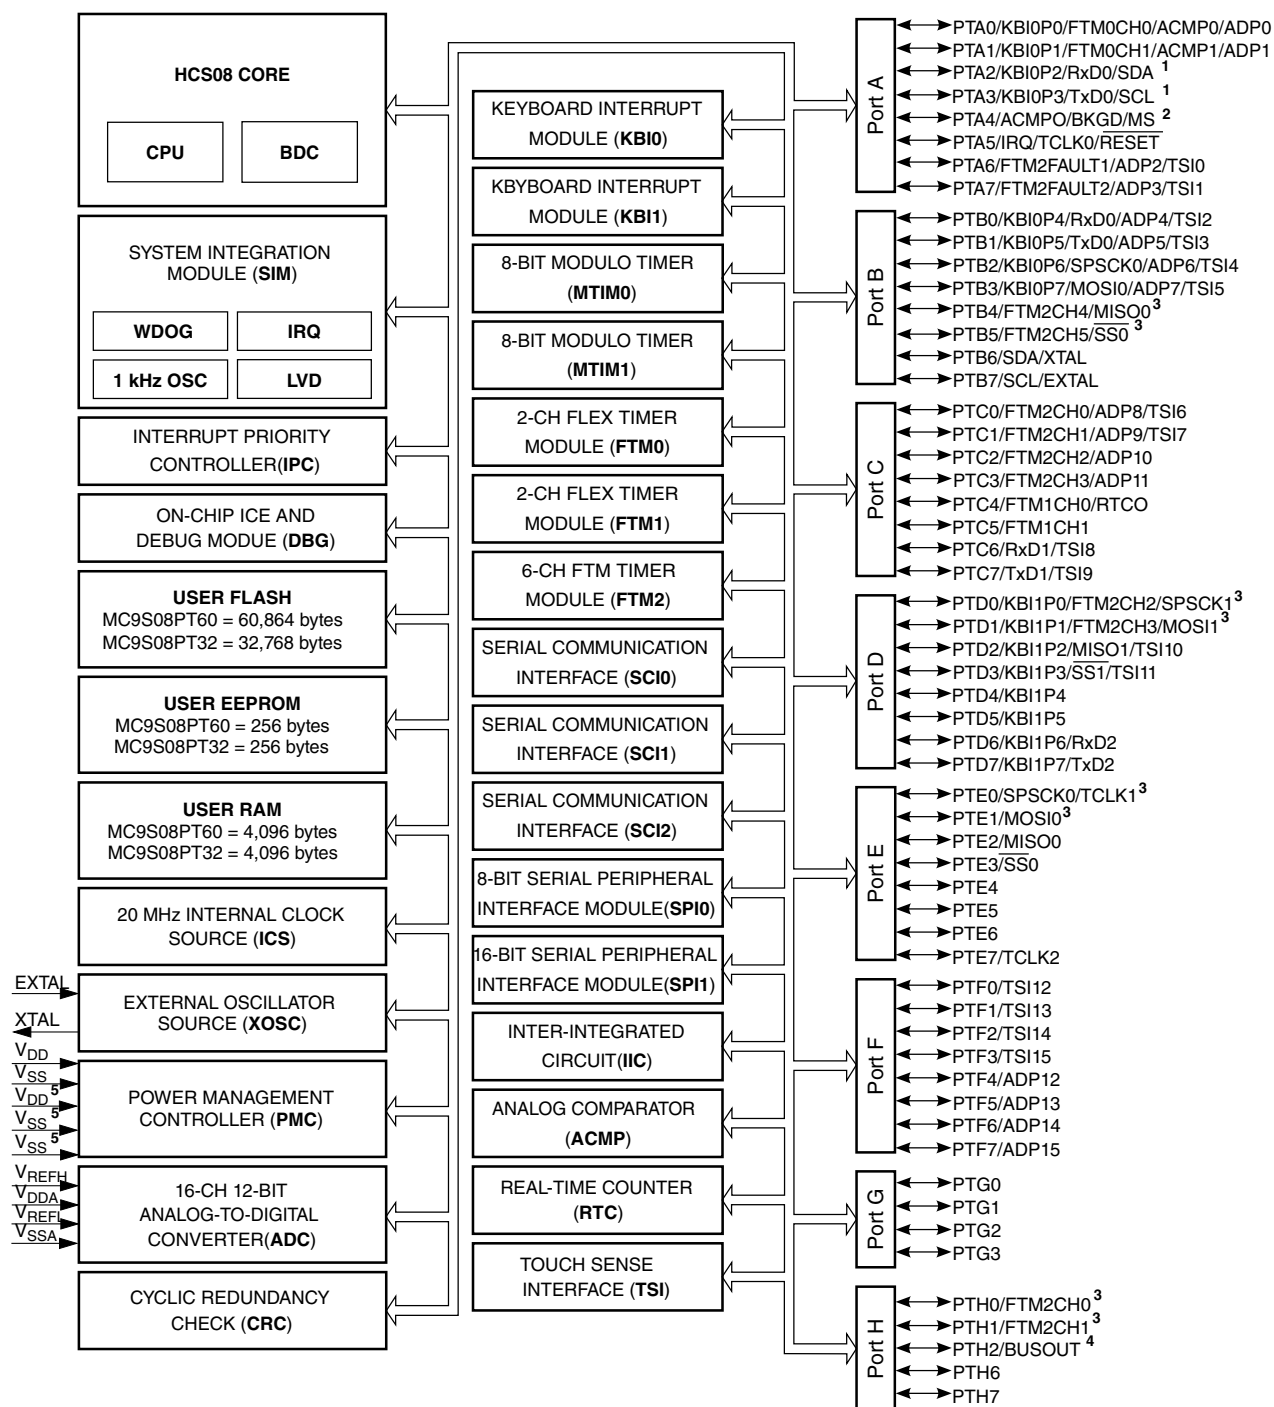 HCS08 CORE
CPU
BDC
SYSTEM INTEGRATION
MODULE (SIM)
WDOG
IRQ
1 kHz OSC
LVD
INTERRUPT PRIORITY
CONTROLLER(IPC)
ON-CHIP ICE AND
DEBUG MODUE (DBG)
USER FLASH
MC9S08PT60 = 60,864 bytes
MC9S08PT32 = 32,768 bytes
USER EEPROM
MC9S08PT60 = 256 bytes
MC9S08PT32 = 256 bytes
USER RAM
MC9S08PT60 = 4,096 bytes
MC9S08PT32 = 4,096 bytes
20 MHz INTERNAL CLOCK
SOURCE (ICS)
EXTAL
XTAL
EXTERNAL OSCILLATOR
SOURCE (XOSC)
VDD
VSS
VDD 5
VSS 5
VSS 5
POWER MANAGEMENT
CONTROLLER (PMC)
VREFH
VDDA
VREFL
VSSA
16-CH 12-BIT
ANALOG-TO-DIGITAL
CONVERTER(ADC)
CYCLIC REDUNDANCY
CHECK (CRC)
KEYBOARD INTERRUPT
MODULE (KBI0)
KBYBOARD INTERRUPT
MODULE (KBI1)
8-BIT MODULO TIMER
(MTIM0)
8-BIT MODULO TIMER
(MTIM1)
2-CH FLEX TIMER
MODULE (FTM0)
2-CH FLEX TIMER
MODULE (FTM1)
6-CH FTM TIMER
MODULE (FTM2)
SERIAL COMMUNICATION
INTERFACE (SCI0)
SERIAL COMMUNICATION
INTERFACE (SCI1)
SERIAL COMMUNICATION
INTERFACE (SCI2)
8-BIT SERIAL PERIPHERAL
INTERFACE MODULE(SPI0)
16-BIT SERIAL PERIPHERAL
INTERFACE MODULE(SPI1)
INTER-INTEGRATED
CIRCUIT(IIC)
ANALOG COMPARATOR
(ACMP)
REAL-TIME COUNTER
(RTC)
TOUCH SENSE
INTERFACE (TSI)
Port A
PTA0/KBI0P0/FTM0CH0/ACMP0/ADP0
PTA1/KBI0P1/FTM0CH1/ACMP1/ADP1
PTA2/KBI0P2/RxD0/SDA 1
PTA3/KBI0P3/TxD0/SCL 1
PTA4/ACMPO/BKGD/MS 2
PTA5/IRQ/TCLK0/RESET
PTA6/FTM2FAULT1/ADP2/TSI0
PTA7/FTM2FAULT2/ADP3/TSI1
Port B
PTB0/KBI0P4/RxD0/ADP4/TSI2
PTB1/KBI0P5/TxD0/ADP5/TSI3
PTB2/KBI0P6/SPSCK0/ADP6/TSI4
PTB3/KBI0P7/MOSI0/ADP7/TSI5
PTB4/FTM2CH4/MISO0 3
PTB5/FTM2CH5/SS0 3
PTB6/SDA/XTAL
PTB7/SCL/EXTAL
Port C
PTC0/FTM2CH0/ADP8/TSI6
PTC1/FTM2CH1/ADP9/TSI7
PTC2/FTM2CH2/ADP10
PTC3/FTM2CH3/ADP11
PTC4/FTM1CH0/RTCO
PTC5/FTM1CH1
PTC6/RxD1/TSI8
PTC7/TxD1/TSI9
Port D
PTD0/KBI1P0/FTM2CH2/SPSCK1 3
PTD1/KBI1P1/FTM2CH3/MOSI1 3
PTD2/KBI1P2/MISO1/TSI10
PTD3/KBI1P3/SS1/TSI11
PTD4/KBI1P4
PTD5/KBI1P5
PTD6/KBI1P6/RxD2
PTD7/KBI1P7/TxD2
Port E
PTE0/SPSCK0/TCLK1 3
PTE1/MOSI0 3
PTE2/MISO0
PTE3/SS0
PTE4
PTE5
PTE6
PTE7/TCLK2
Port F
PTF0/TSI12
PTF1/TSI13
PTF2/TSI14
PTF3/TSI15
PTF4/ADP12
PTF5/ADP13
PTF6/ADP14
PTF7/ADP15
Port G
PTG0
PTG1
PTG2
PTG3
Port H
PTH0/FTM2CH0 3
PTH1/FTM2CH1 3
PTH2/BUSOUT 4
PTH6
PTH7